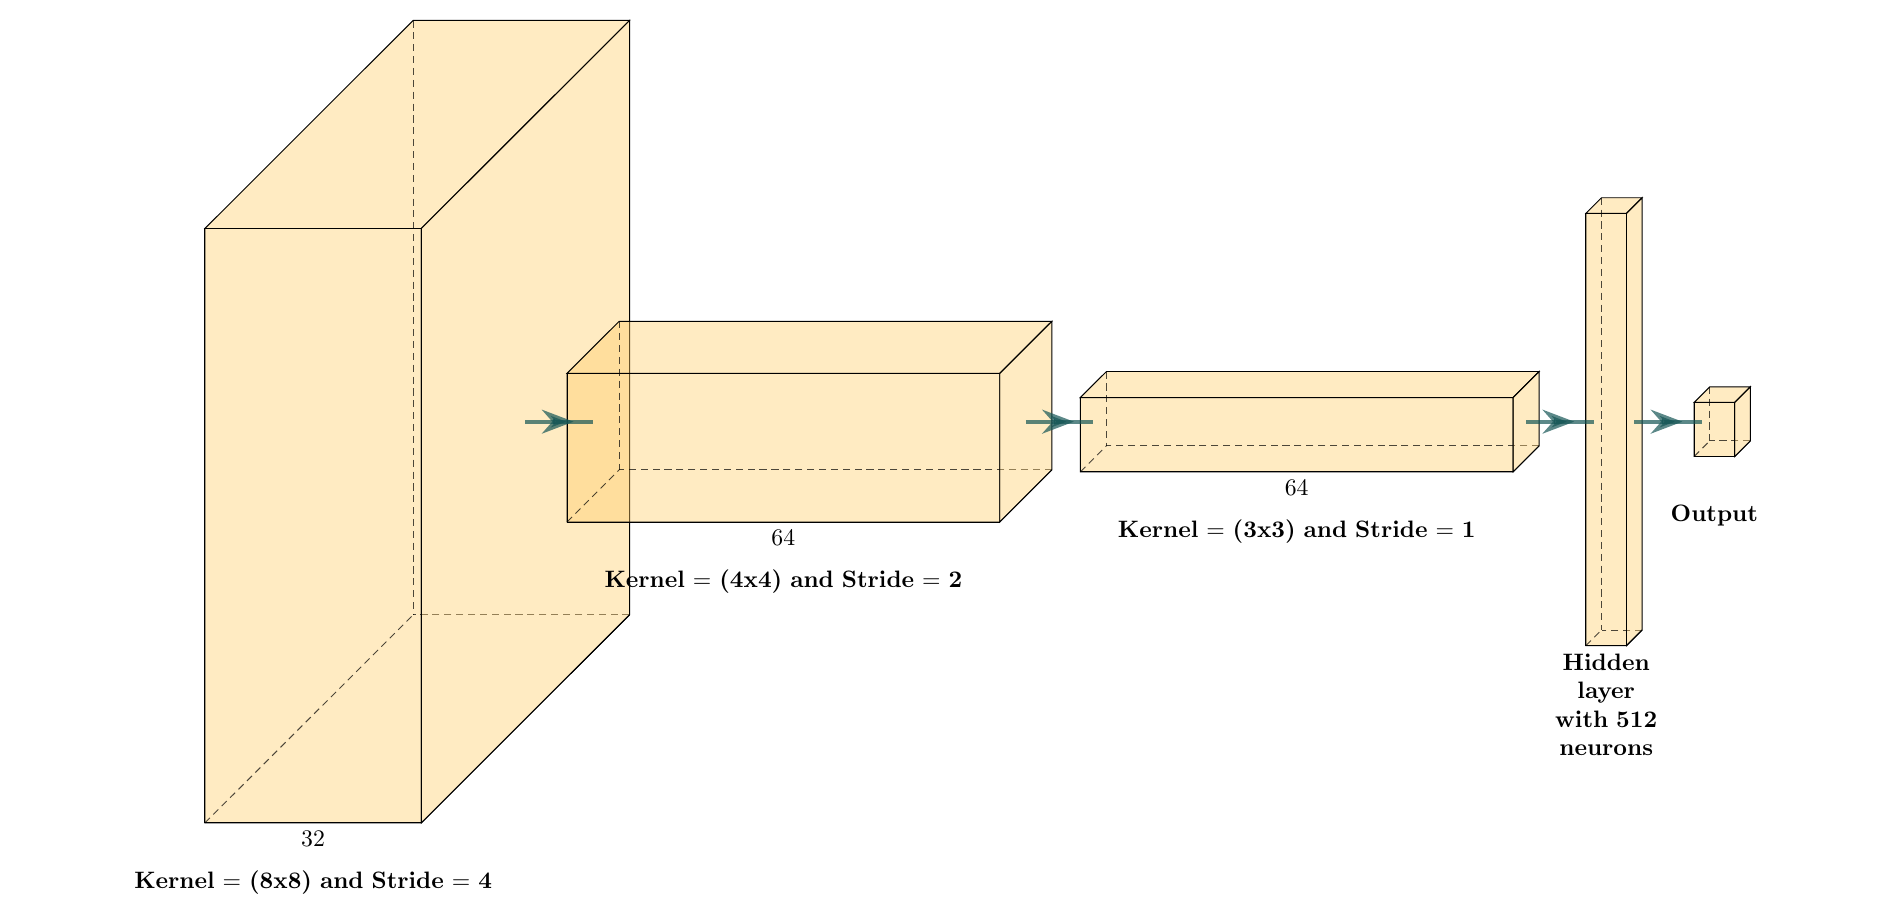 32
Kernel = (8x8) and Stride = 4
64
Kernel = (4x4) and Stride = 2
64
Kernel = (3x3) and Stride = 1
Hidden
layer
with 512
neurons
Output